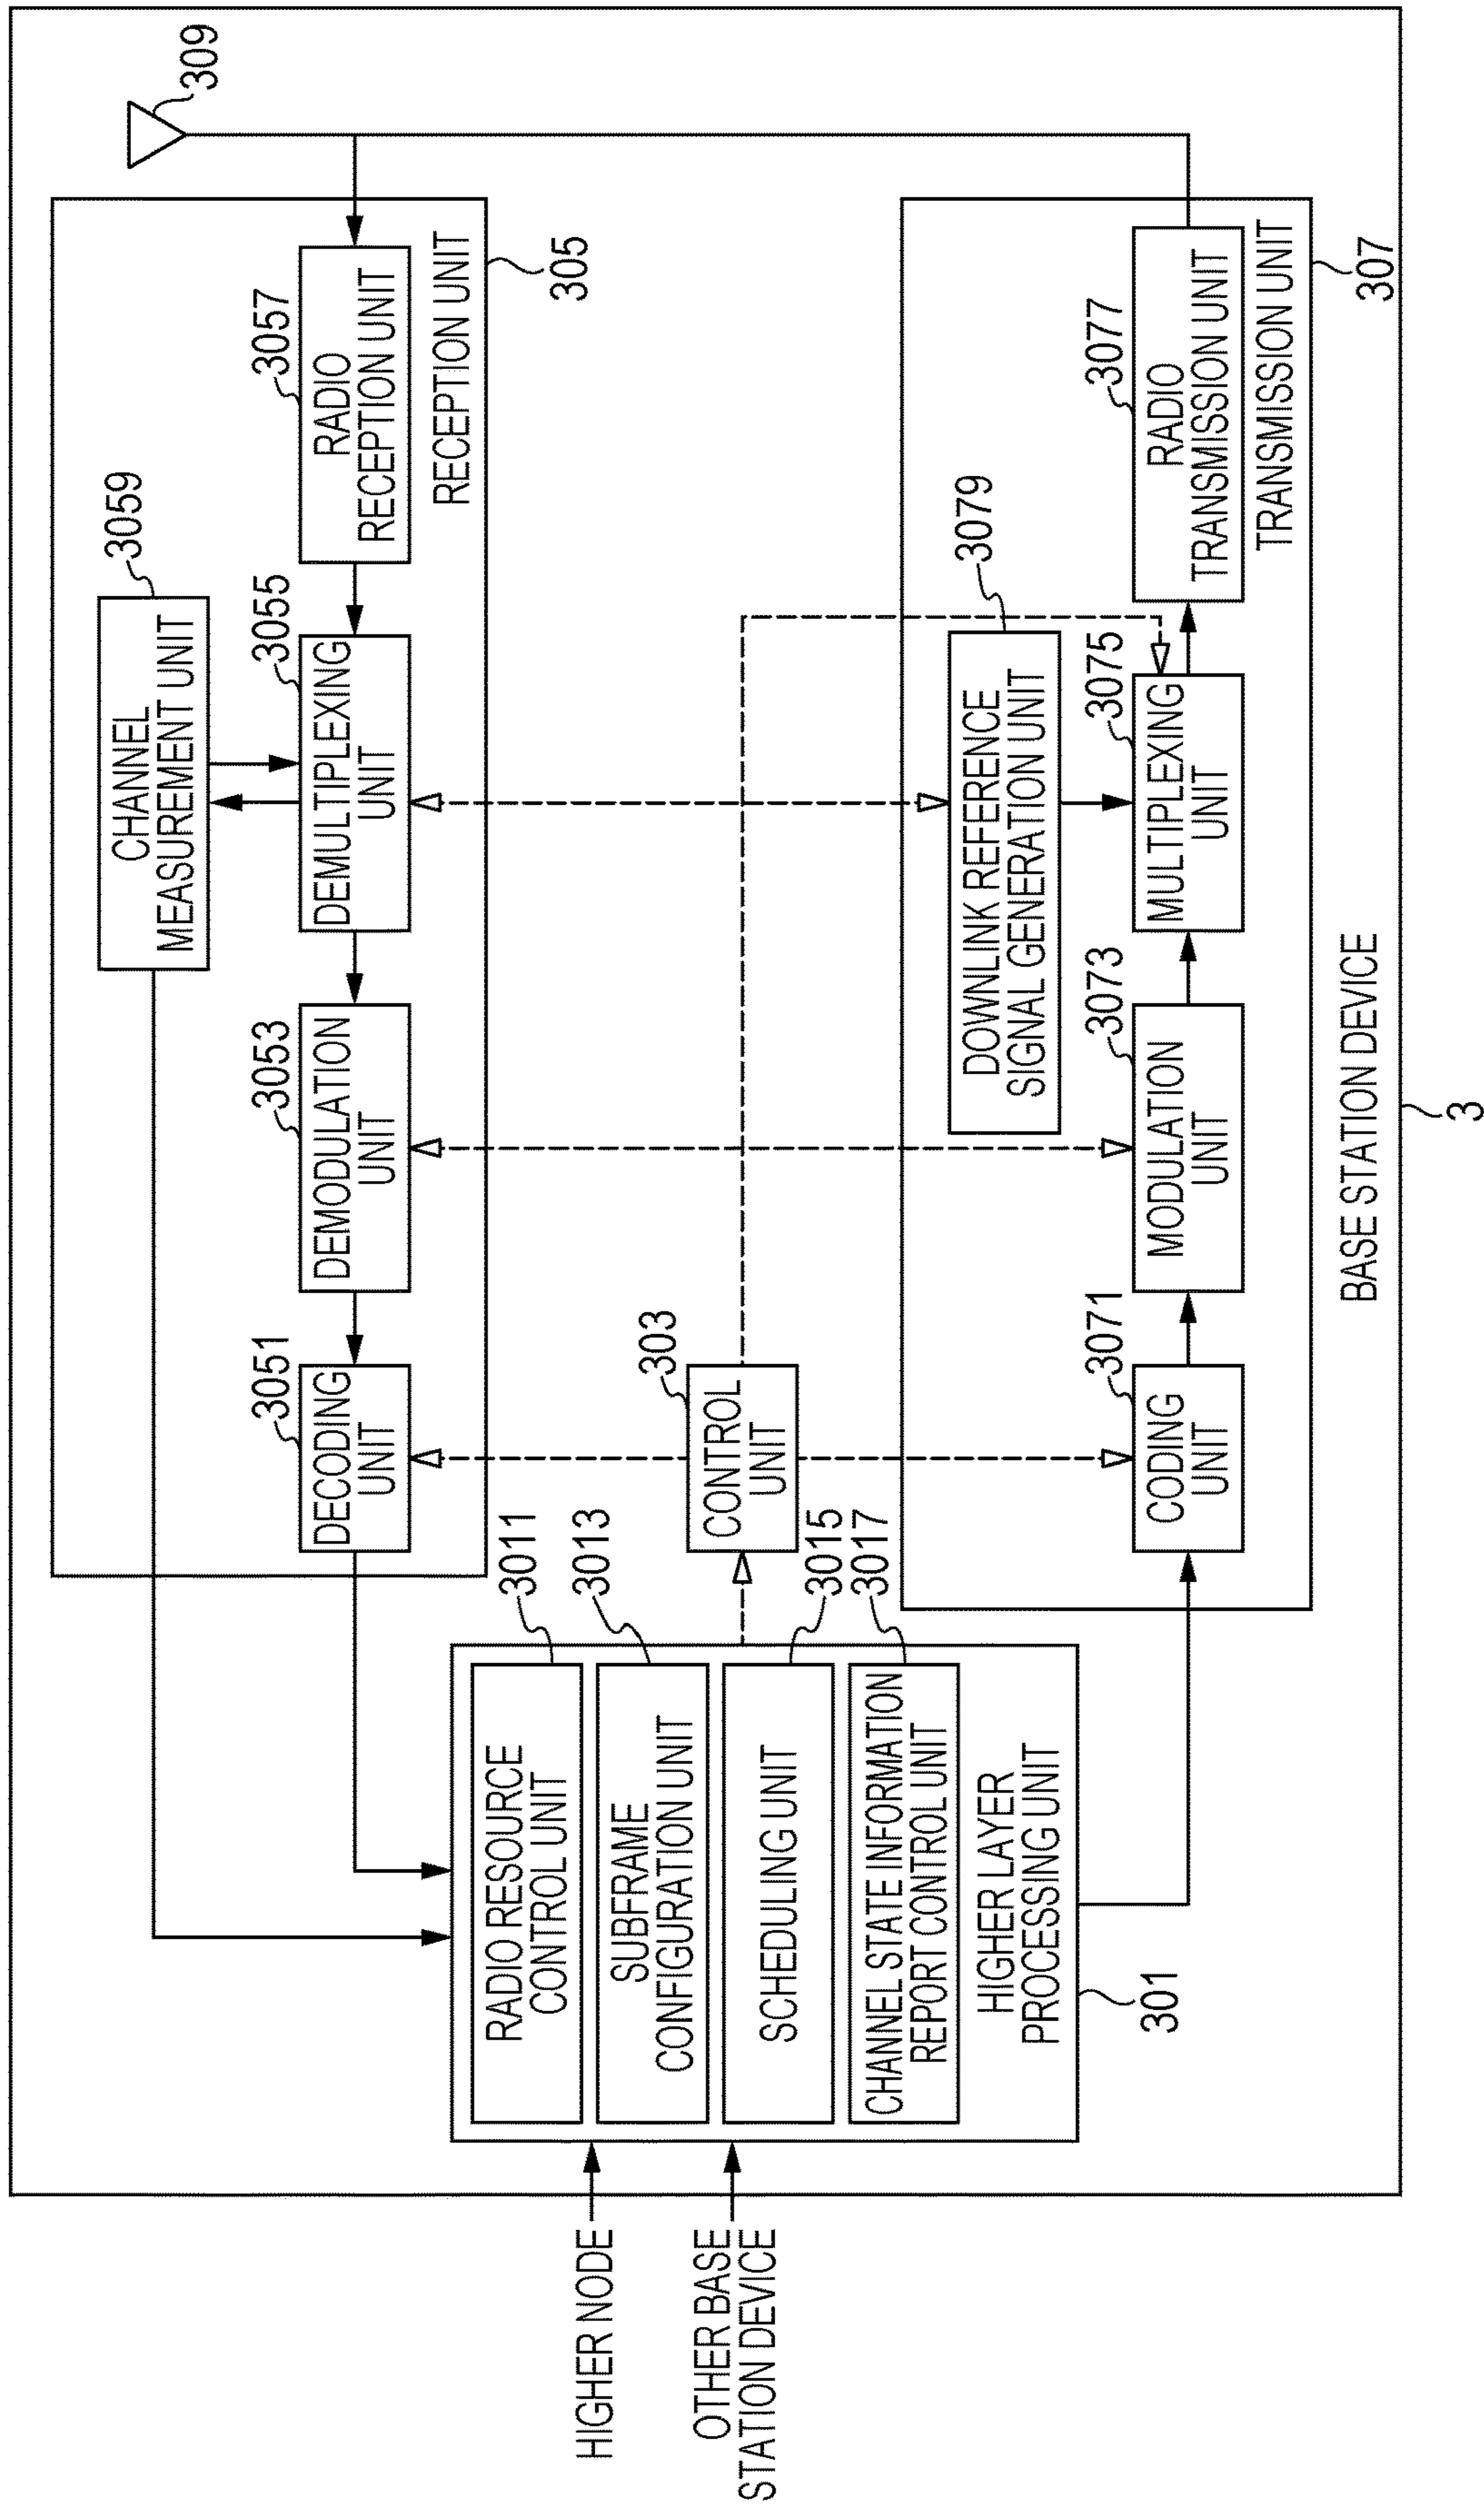 309
3059
CHANNEL
MEASUREMENT UNIT
3051
DECODING
UNIT
3053
DEMODULATION
UNIT
3055
DEMULTIPLEXING
UNIT
3057
RADIO
RECEPTION UNIT
RECEPTION UNIT
305
HIGHER NODE
OTHER BASE
STATION DEVICE
3011
RADIO RESOURCE
CONTROL UNIT
3013
SUBFRAME
CONFIGURATION UNIT
3015
SCHEDULING UNIT
3017
CHANNEL STATE INFORMATION
REPORT CONTROL UNIT
HIGHER LAYER
PROCESSING UNIT
301
303
CONTROL
UNIT
3079
DOWNLINK REFERENCE
SIGNAL GENERATION UNIT
3071
CODING
UNIT
3073
MODULATION
UNIT
3075
MULTIPLEXING
UNIT
3077
RADIO
TRANSMISSION UNIT
TRANSMISSION UNIT
307
BASE STATION DEVICE
3